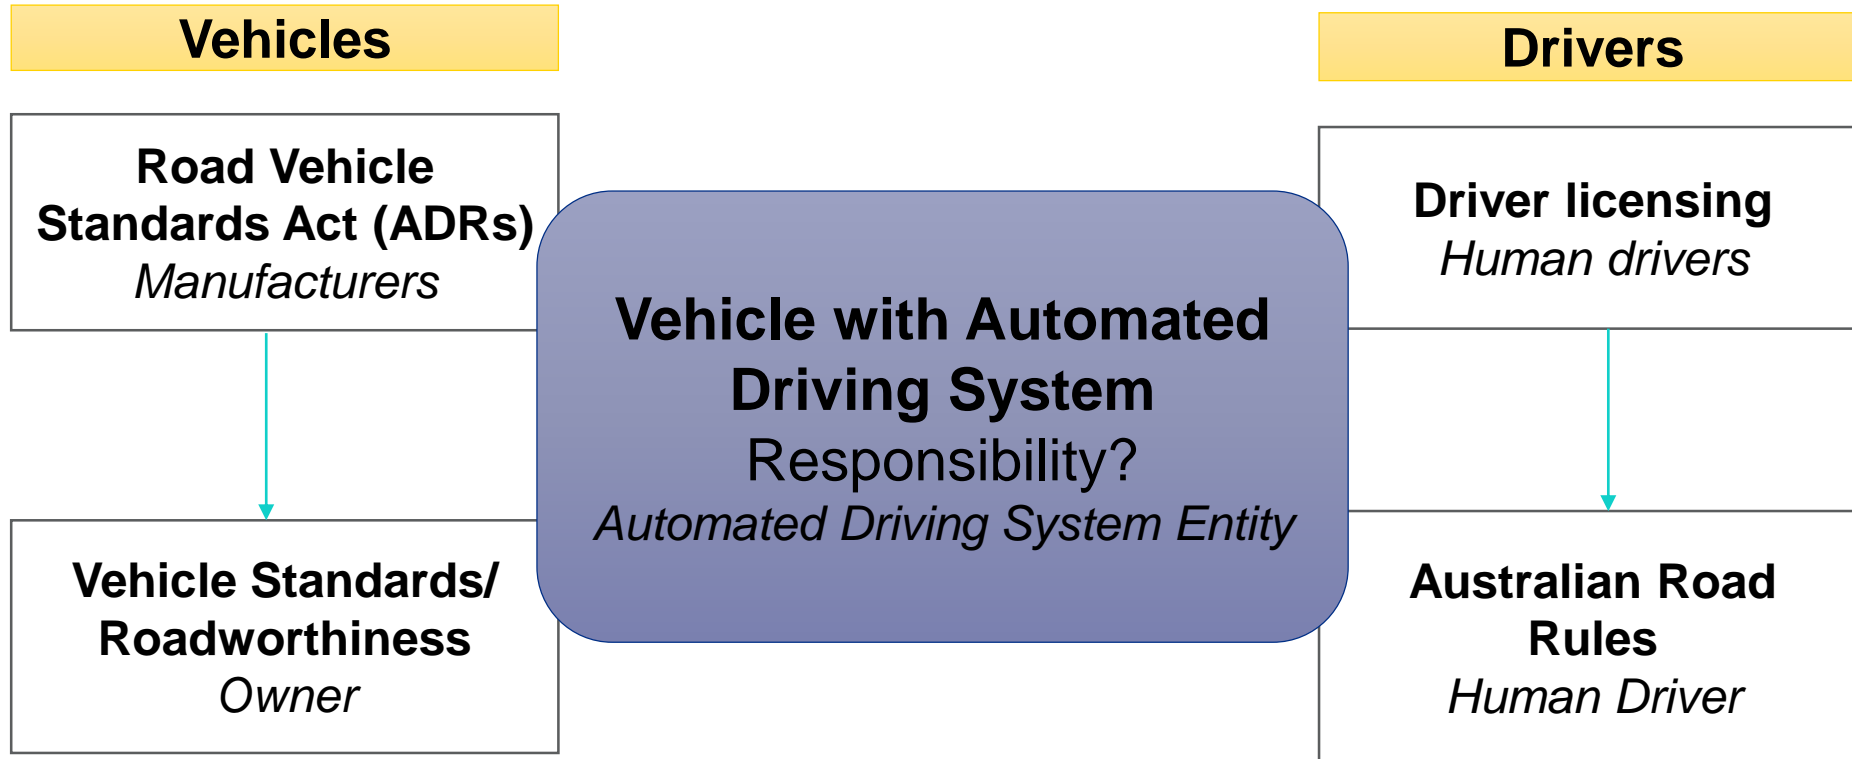 Vehicles
Road Vehicle
Standards Act (ADRs)
Manufacturers
Vehicle Standards/
Roadworthiness
Owner
Vehicle with Automated
Driving System
Responsibility?
Automated Driving System Entity
Drivers
Driver licensing
Human drivers
Australian Road
Rules
Human Driver